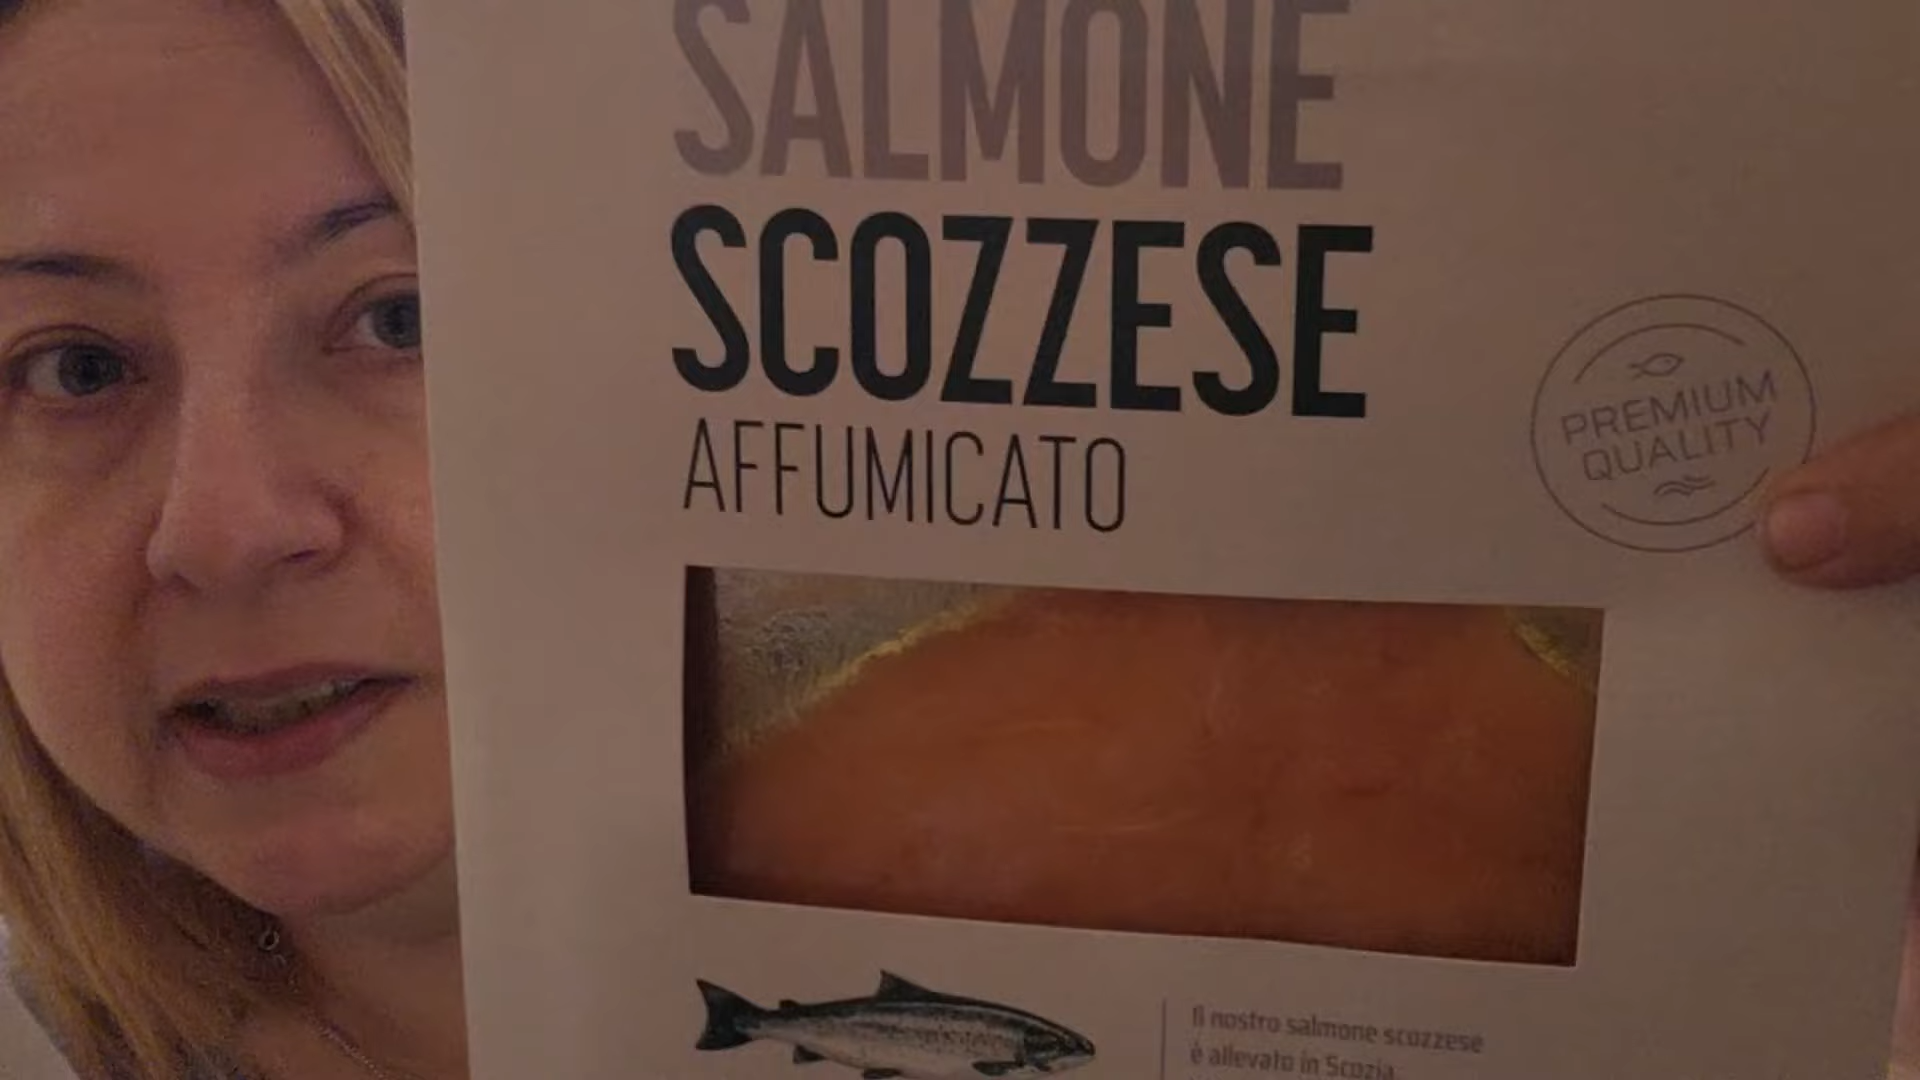 SALMONE
SCOZZESE
AFFUMICATO
PREMIUM
QUALITY
Il nostro salmone scozzese
è allevato in Scozia